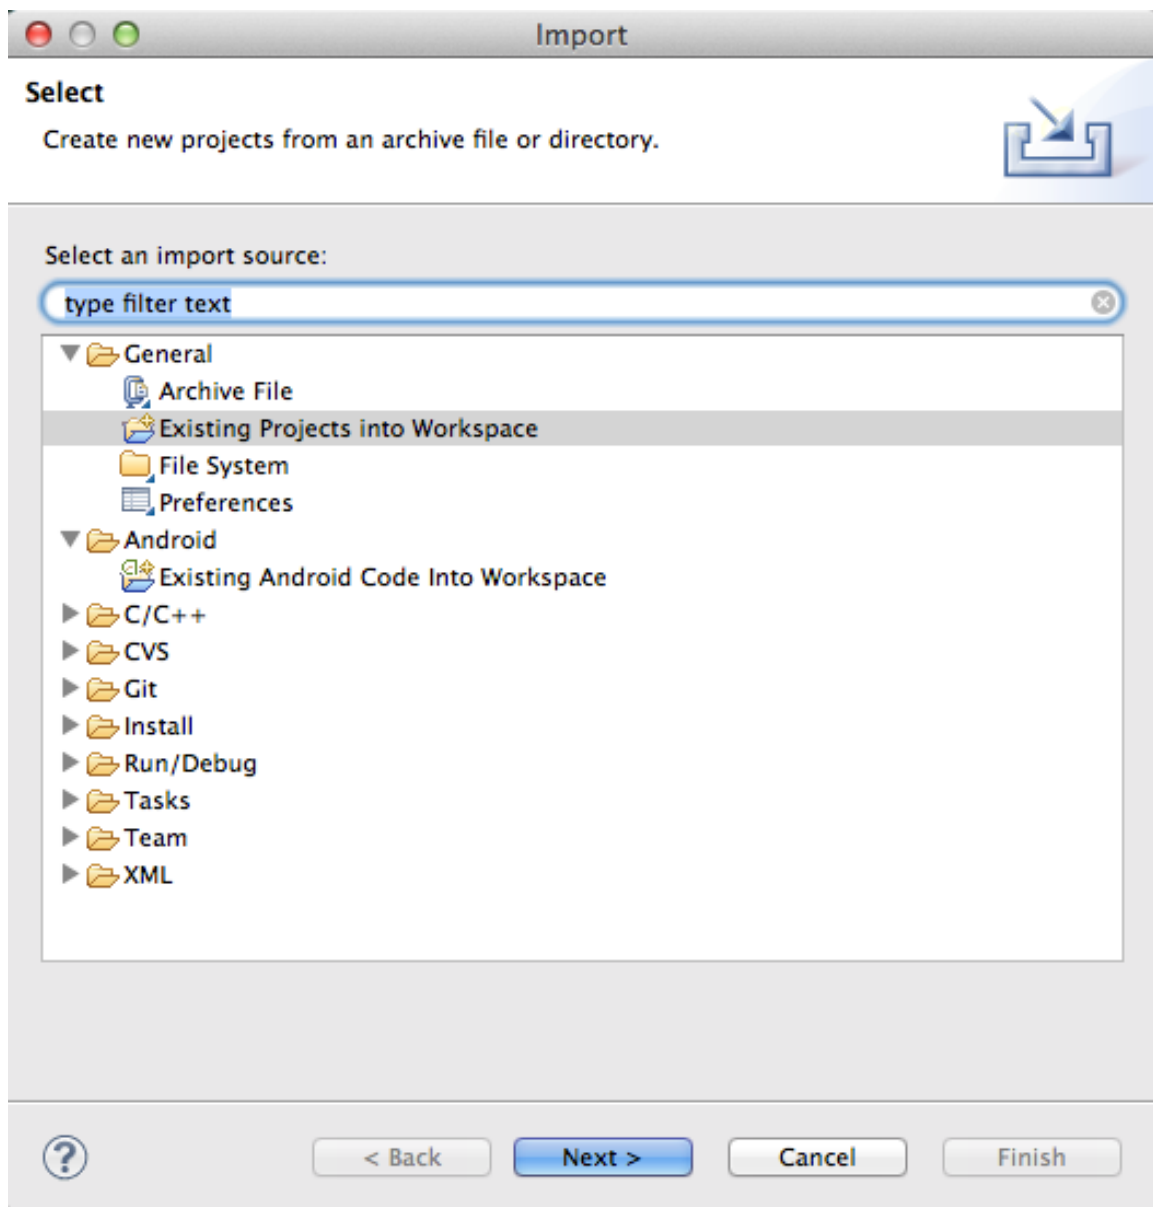 Import
Select
Create new projects from an archive file or directory.
Select an import source:
type filter text
General
Archive File
Existing Projects into Workspace
File System
Preferences
Android
Existing Android Code Into Workspace
C/C++
CVS
Git
Install
Run/Debug
Tasks
Team
XML
? < Back Next > Cancel Finish